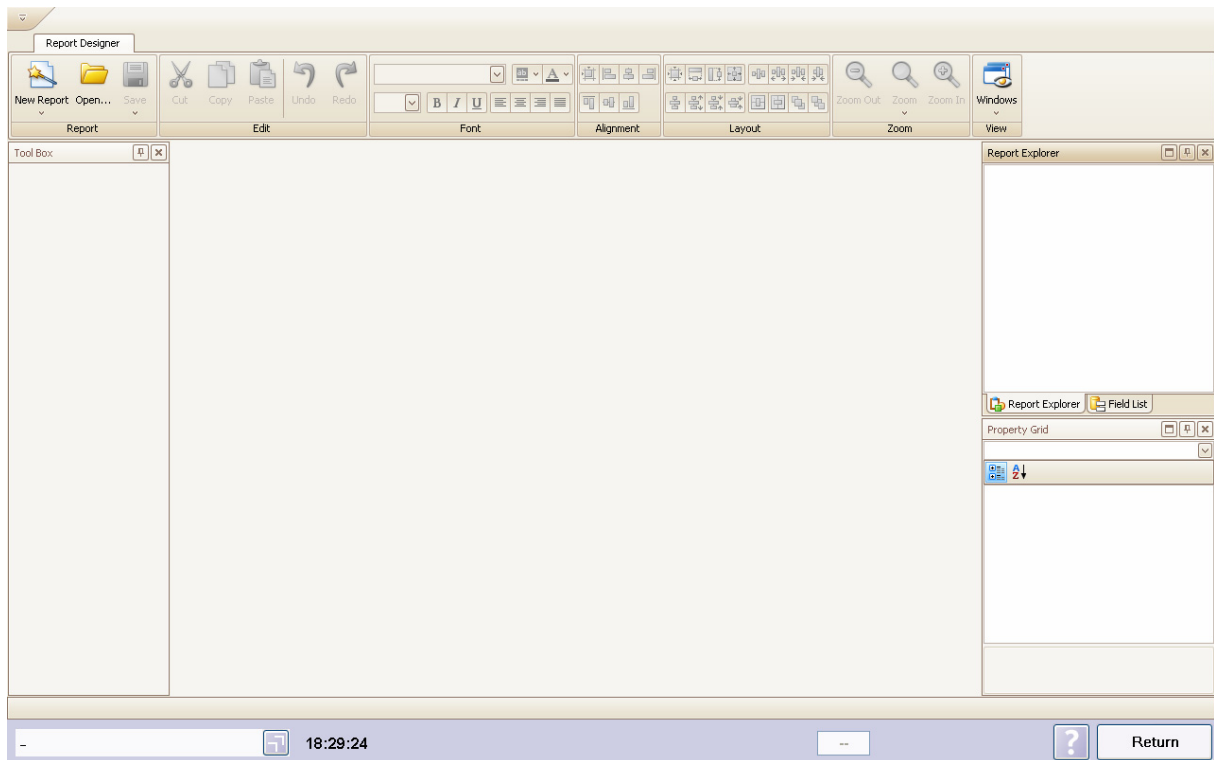 Report Designer
New Report Open... Save Cut Copy Paste Undo Redo B I U A Zoom Out Zoom Zoom In Windows
Report Edit Font Alignment Layout Zoom View
Tool Box
Report Explorer
Report Explorer Field List
Property Grid
A
Z
- 18:29:24 -- ? Return